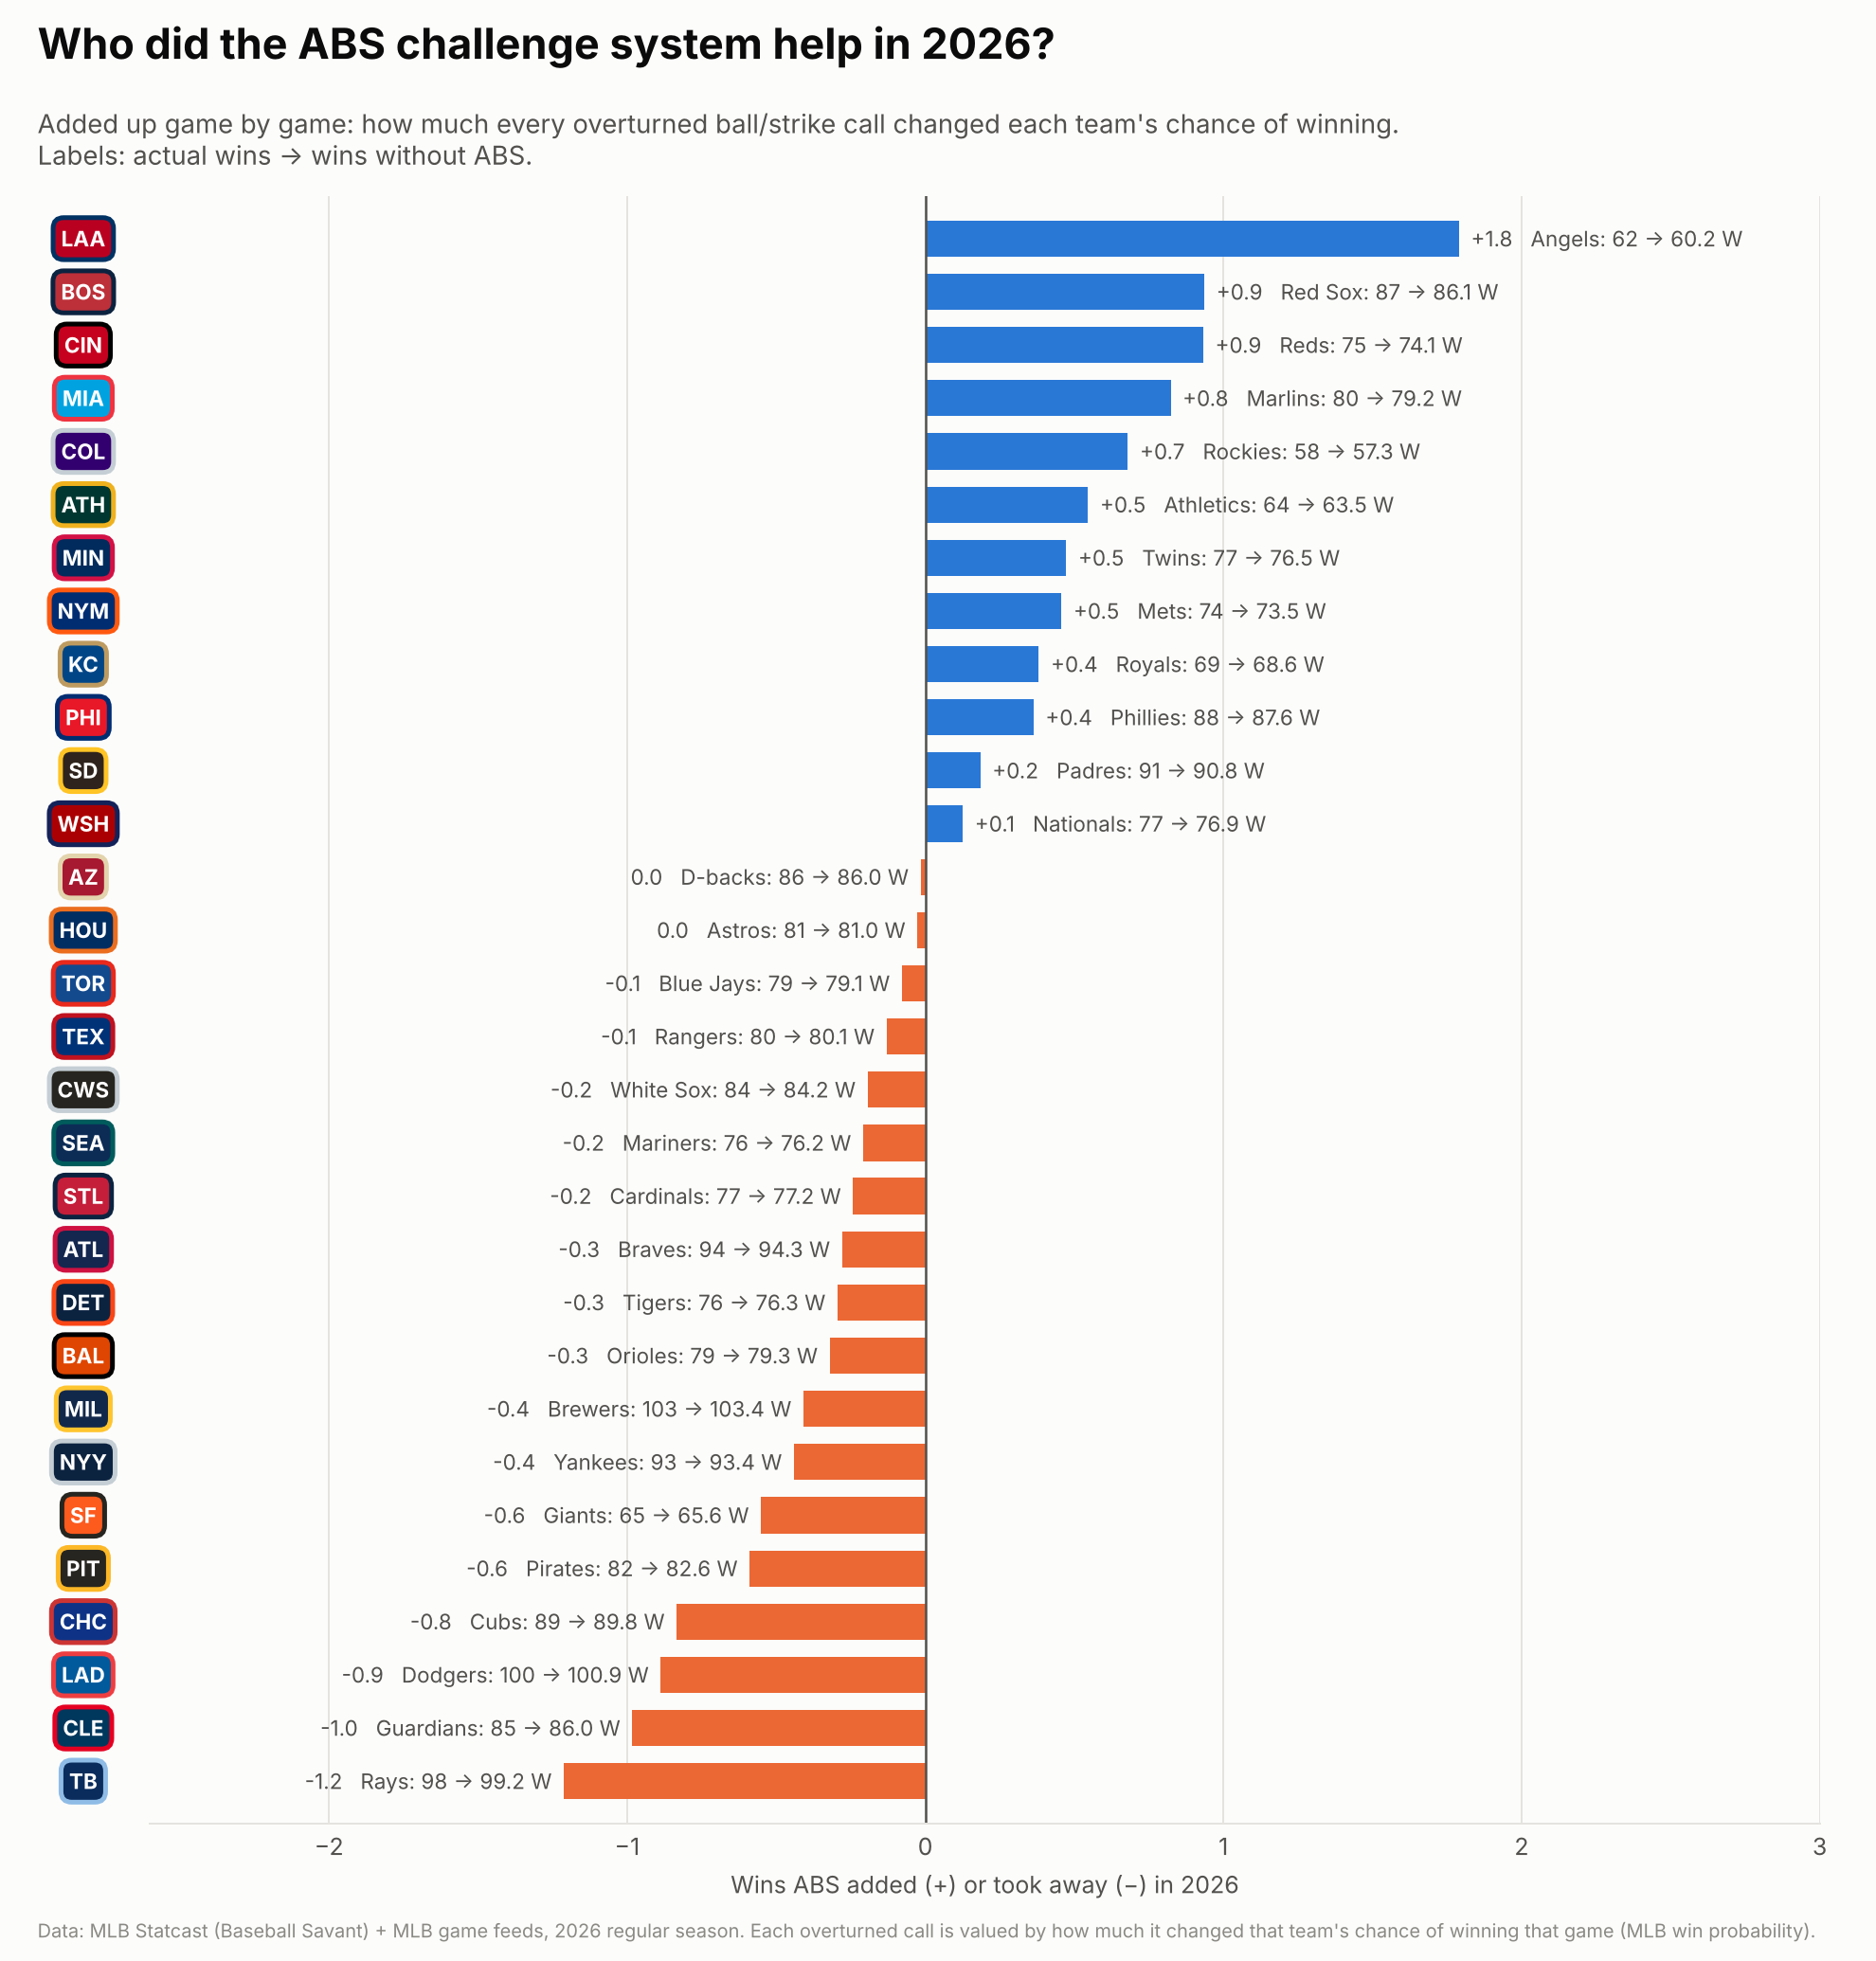 Who did the ABS challenge system help in 2026?
Added up game by game: how much every overturned ball/strike call changed each team's chance of winning.
Labels: actual wins → wins without ABS.
LAA +1.8 Angels: 62 → 60.2 W
BOS +0.9 Red Sox: 87 → 86.1 W
CIN +0.9 Reds: 75 → 74.1 W
MIA +0.8 Marlins: 80 → 79.2 W
COL +0.7 Rockies: 58 → 57.3 W
ATH +0.5 Athletics: 64 → 63.5 W
MIN +0.5 Twins: 77 → 76.5 W
NYM +0.5 Mets: 74 → 73.5 W
KC +0.4 Royals: 69 → 68.6 W
PHI +0.4 Phillies: 88 → 87.6 W
SD +0.2 Padres: 91 → 90.8 W
WSH +0.1 Nationals: 77 → 76.9 W
AZ 0.0 D-backs: 86 → 86.0 W
HOU 0.0 Astros: 81 → 81.0 W
TOR -0.1 Blue Jays: 79 → 79.1 W
TEX -0.1 Rangers: 80 → 80.1 W
CWS -0.2 White Sox: 84 → 84.2 W
SEA -0.2 Mariners: 76 → 76.2 W
STL -0.2 Cardinals: 77 → 77.2 W
ATL -0.3 Braves: 94 → 94.3 W
DET -0.3 Tigers: 76 → 76.3 W
BAL -0.3 Orioles: 79 → 79.3 W
MIL -0.4 Brewers: 103 → 103.4 W
NYY -0.4 Yankees: 93 → 93.4 W
SF -0.6 Giants: 65 → 65.6 W
PIT -0.6 Pirates: 82 → 82.6 W
CHC -0.8 Cubs: 89 → 89.8 W
LAD -0.9 Dodgers: 100 → 100.9 W
CLE -1.0 Guardians: 85 → 86.0 W
TB -1.2 Rays: 98 → 99.2 W
−2 −1 0 1 2 3
Wins ABS added (+) or took away (−) in 2026
Data: MLB Statcast (Baseball Savant) + MLB game feeds, 2026 regular season. Each overturned call is valued by how much it changed that team's chance of winning that game (MLB win probability).